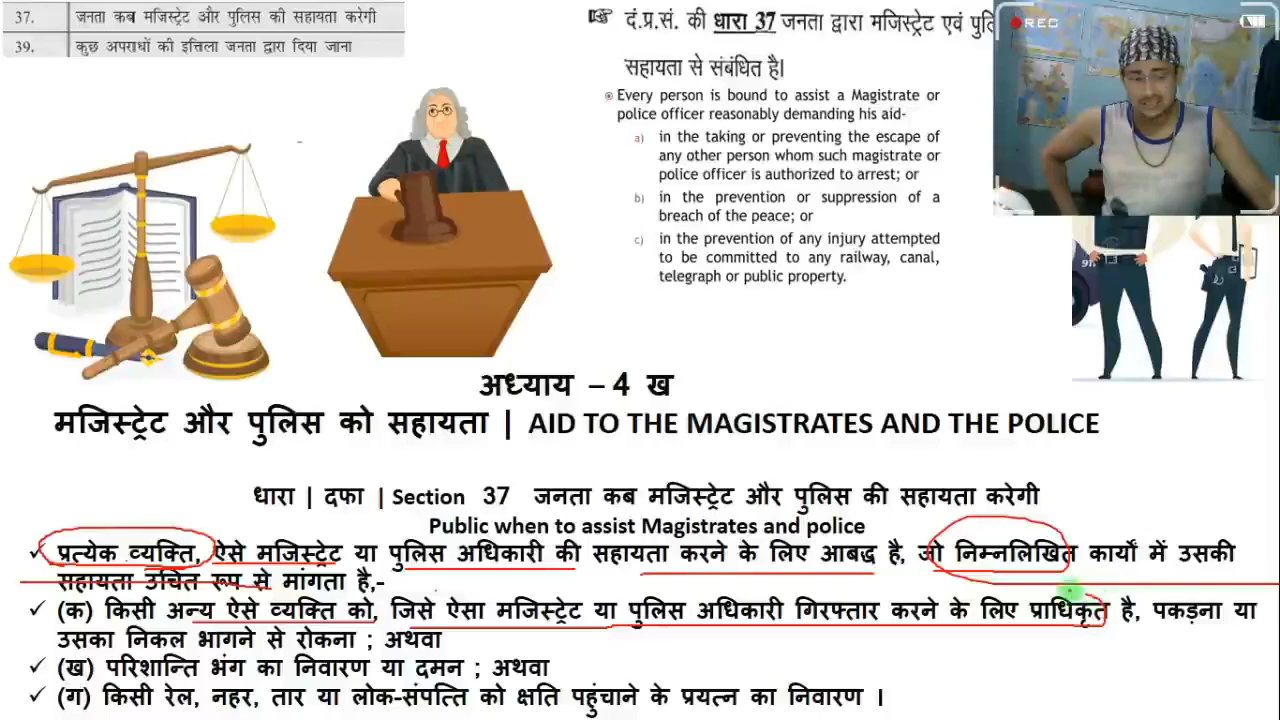 37. जनता कब मजिस्ट्रेट और पुलिस की सहायता करेगी
39. कुछ अपराधों की इत्तिला जनता द्वारा दिया जाना
दं.प्र.सं. की धारा 37 जनता द्वारा मजिस्ट्रेट एवं
सहायता से संबंधित है।
Every person is bound to assist a Magistrate or
police officer reasonably demanding his aid-
a) in the taking or preventing the escape of
any other person whom such magistrate or
police officer is authorized to arrest; or
b) in the prevention or suppression of a
breach of the peace; or
c) in the prevention of any injury attempted
to be committed to any railway, canal,
telegraph or public property.
REC
अध्याय – 4 ख
मजिस्ट्रेट और पुलिस को सहायता | AID TO THE MAGISTRATES AND THE POLICE
धारा | दफा | Section 37 जनता कब मजिस्ट्रेट और पुलिस की सहायता करेगी
Public when to assist Magistrates and police
✓ प्रत्येक व्यक्ति, ऐसे मजिस्ट्रेट या पुलिस अधिकारी की सहायता करने के लिए आबद्ध है, जो निम्नलिखित कार्यों में उसकी
सहायता उचित रूप से मांगता है,-
✓ (क) किसी अन्य ऐसे व्यक्ति को, जिसे ऐसा मजिस्ट्रेट या पुलिस अधिकारी गिरफ्तार करने के लिए प्राधिकृत है, पकड़ना या
उसका निकल भागने से रोकना ; अथवा
✓ (ख) परिशान्ति भंग का निवारण या दमन ; अथवा
✓ (ग) किसी रेल, नहर, तार या लोक-संपत्ति को क्षति पहुंचाने के प्रयत्न का निवारण ।